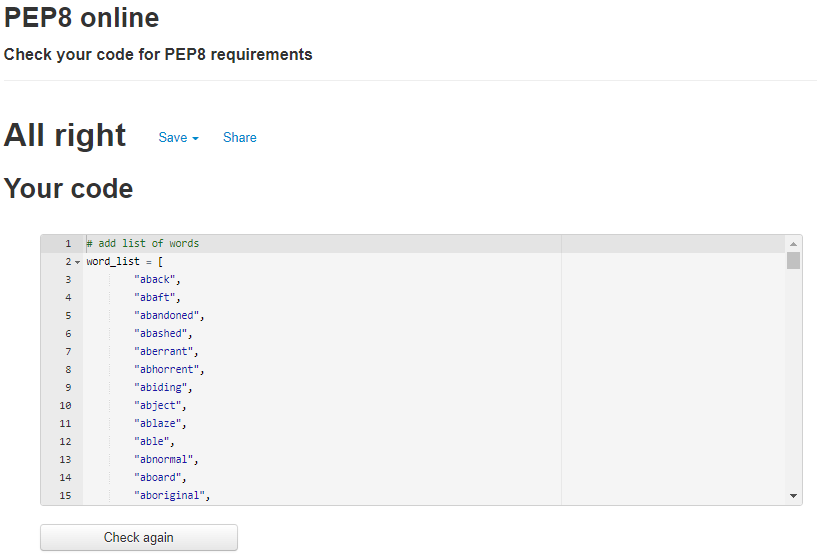 PEP8 online
Check your code for PEP8 requirements
All right Save Share
Your code
1 # add list of words
2 word_list = [
3 "aback",
4 "abaft",
5 "abandoned",
6 "abashed",
7 "aberrant",
8 "abhorrent",
9 "abiding",
10 "abject",
11 "ablaze",
12 "able",
13 "abnormal",
14 "aboard",
15 "aboriginal",
Check again